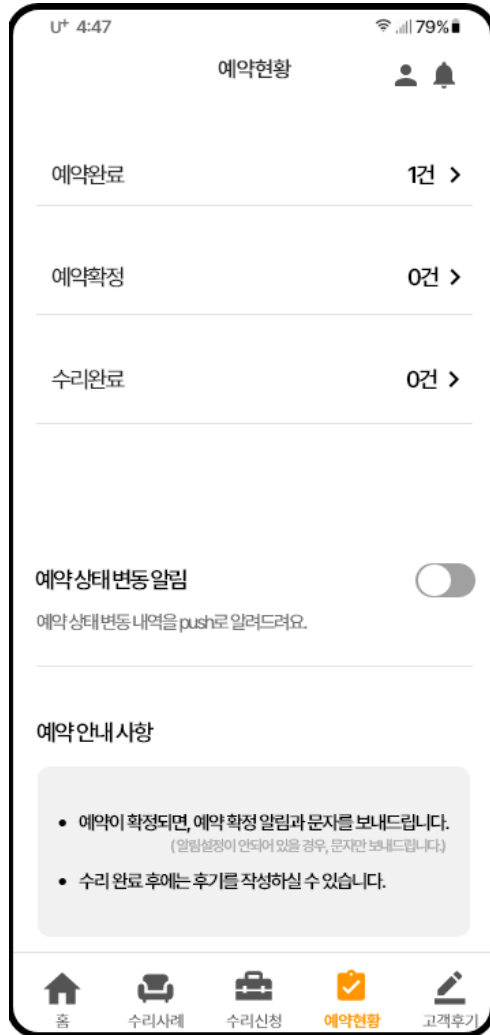 U+ 4:47 79%
예약현황
예약완료 1건
예약확정 0건
수리완료 0건
예약 상태 변동 알림
예약 상태 변동 내역을 push로 알려드려요.
예약 안내 사항
• 예약이 확정되면, 예약 확정 알림과 문자를 보내드립니다.
(알림설정이 안되어 있을 경우, 문자만 보내드립니다.)
• 수리 완료 후에는 후기를 작성하실 수 있습니다.
홈 수리사례 수리신청 예약현황 고객후기